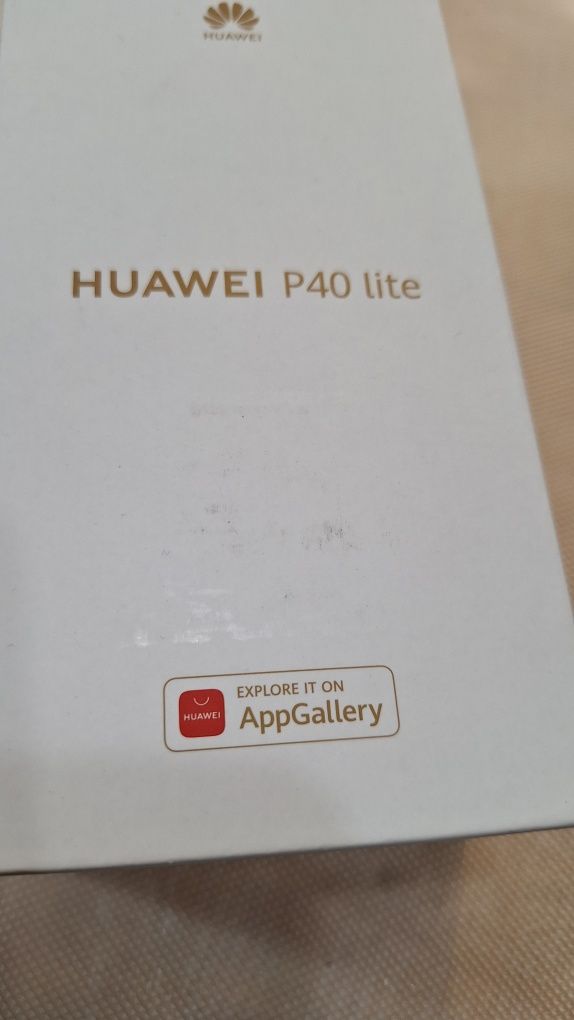 HUAWEI
HUAWEI P40 lite
EXPLORE IT ON
HUAWEI
AppGallery